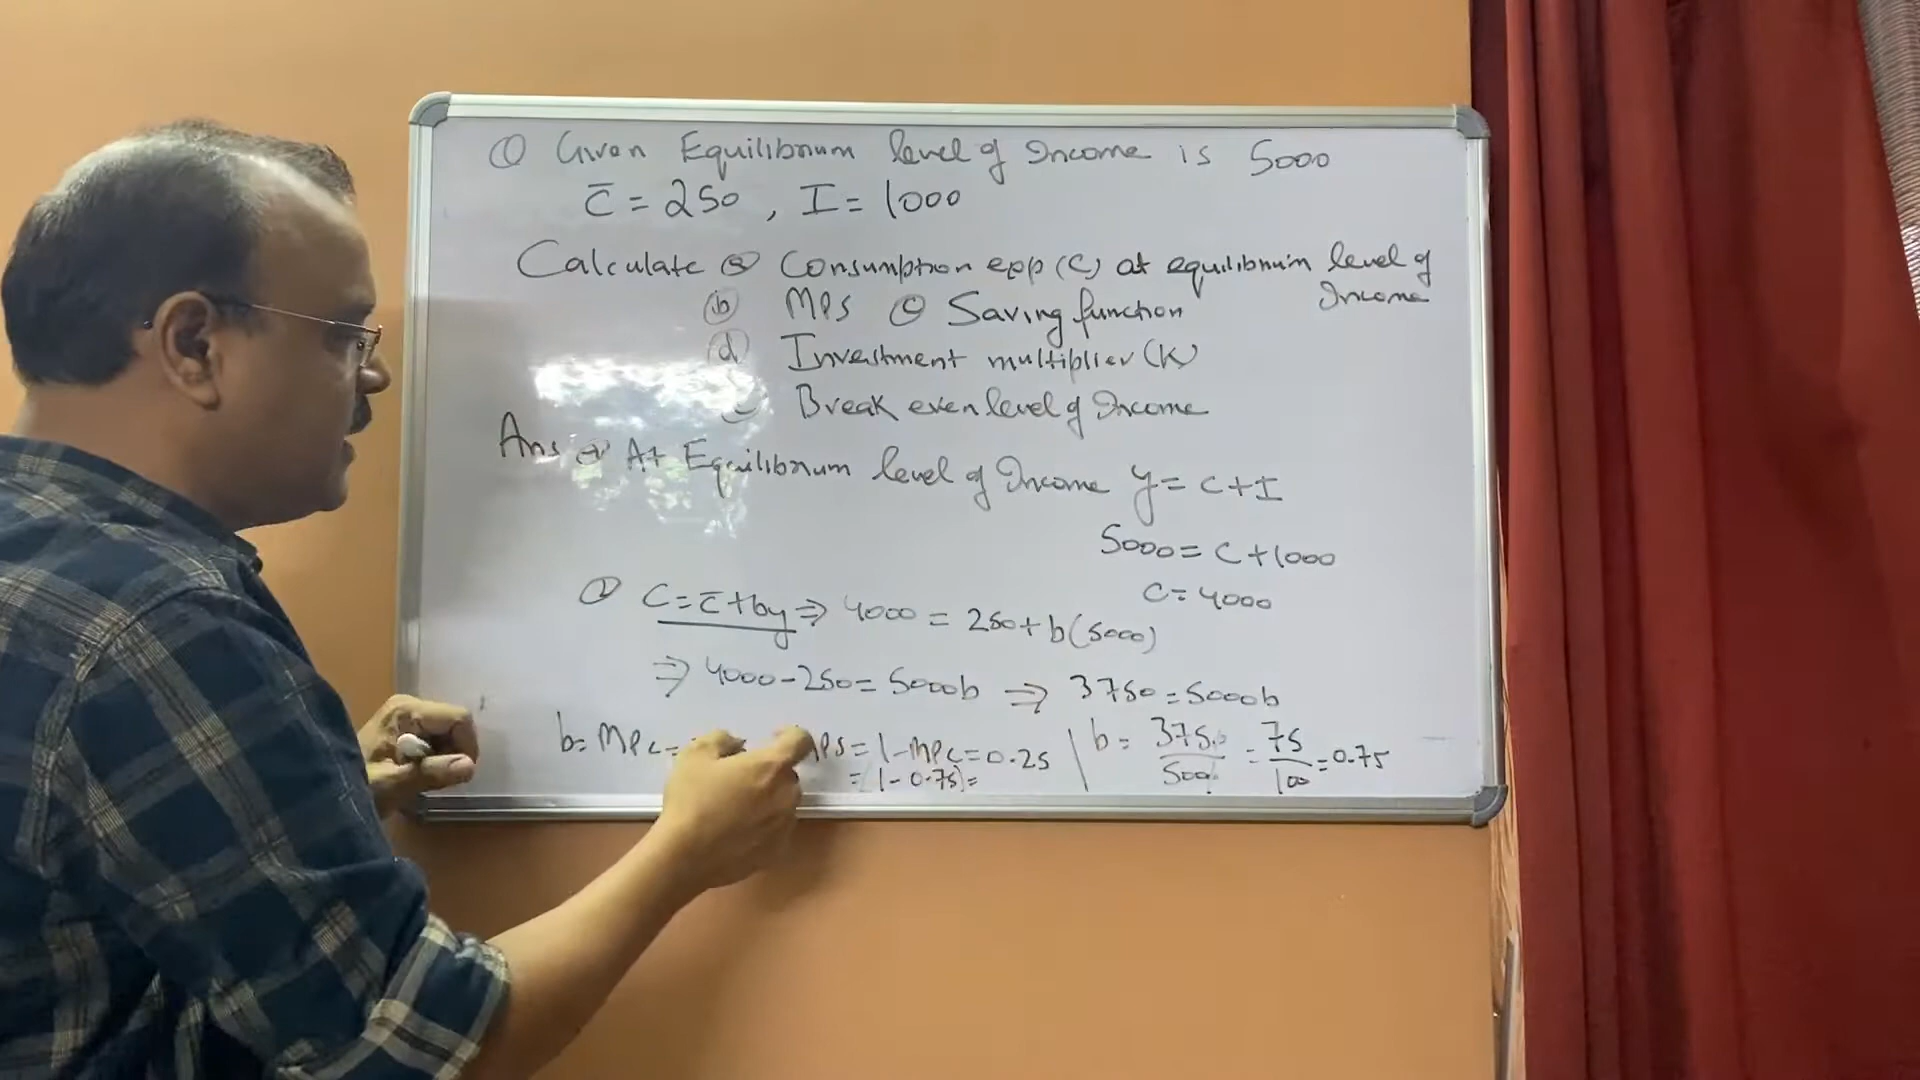 ① Given Equilibrium level of Income is 5000
c̄ = 250 , I = 1000
Calculate ⓐ Consumption exp (C) at equilibrium level of Income
ⓑ MPS ⓒ Saving function
ⓓ Investment multiplier (K)
Break even level of Income
Ans ⓐ At Equilibrium level of Income y = C + I
5000 = C + 1000
C = 4000
C = c̄ + by ⇒ 4000 = 250 + b(5000)
⇒ 4000 - 250 = 5000b ⇒ 3750 = 5000b
b = MPC = MPS = 1 - MPC = 0.25 | b = 3750/5000 = 75/100 = 0.75
= (1 - 0.75) =